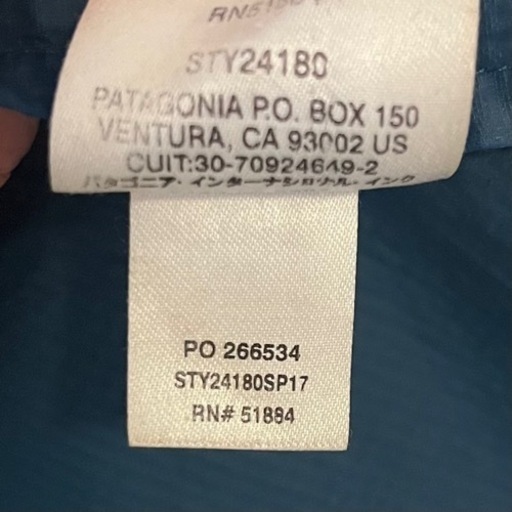 STY24180
PATAGONIA P.O. BOX 150
VENTURA, CA 93002 US
CUIT:30-70924649-2
パタゴニア・インターナショナル・インク
PO 266534
STY24180SP17
RN# 51884